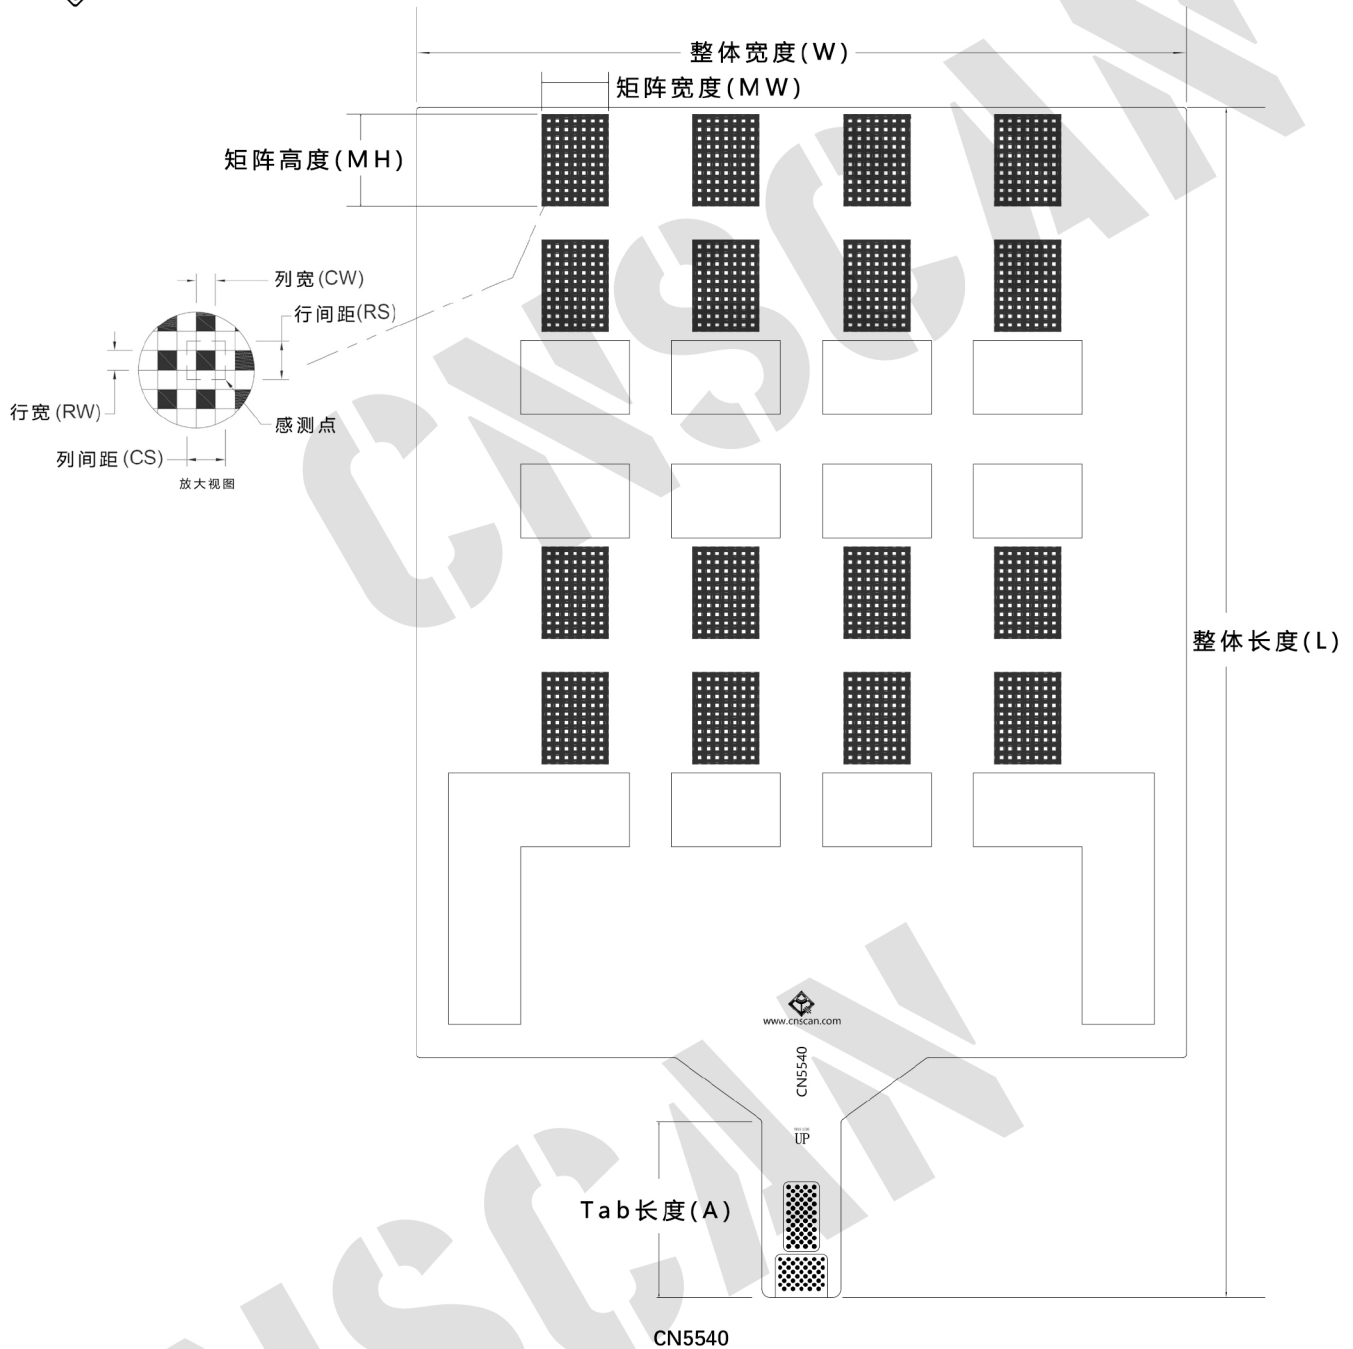 整体宽度(W)
矩阵宽度(MW)
矩阵高度(MH)
列宽(CW)
行间距(RS)
行宽(RW)
感测点
列间距(CS)
放大视图
整体长度(L)
www.cnscan.com
CN5540
UP
Tab长度(A)
CN5540
CNSCAN
CNSCAN